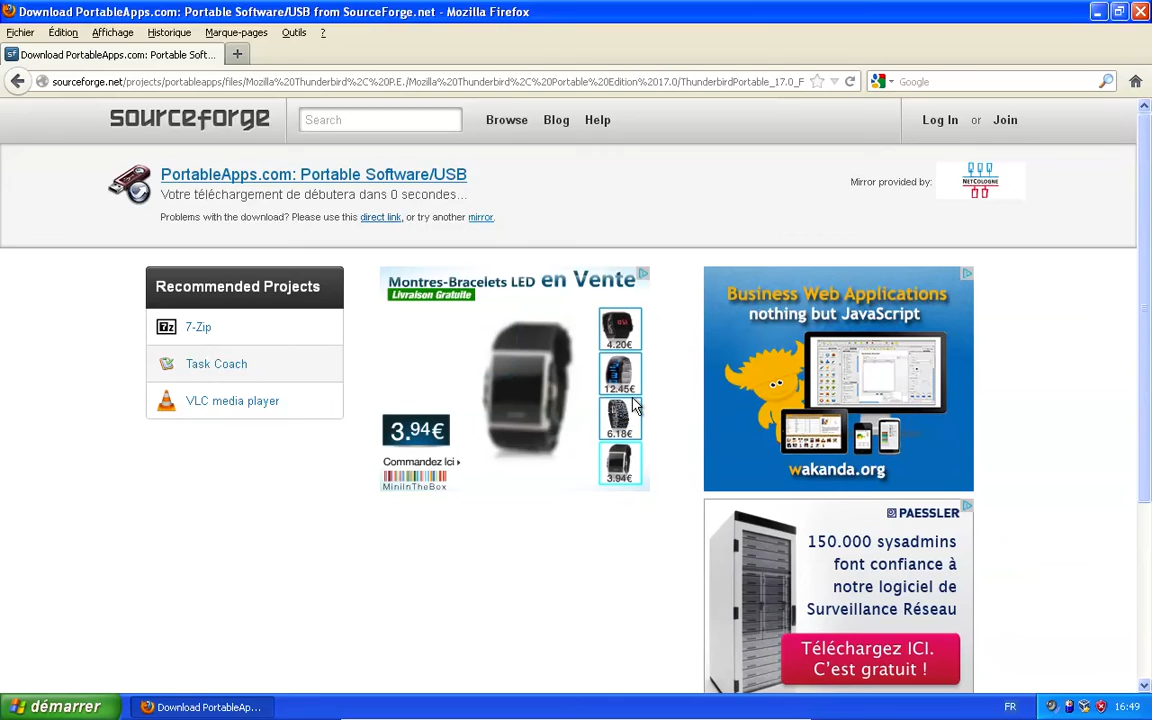 Download PortableApps.com: Portable Software/USB from SourceForge.net - Mozilla Firefox
Fichier Édition Affichage Historique Marque-pages Outils ?
Download PortableApps.com: Portable Soft...
sourceforge.net/projects/portableapps/files/Mozilla%20Thunderbird%2C%20P.E./Mozilla%20Thunderbird%2C%20Portable%20Edition%2017.0/ThunderbirdPortable_17.0_F
Google
sourceforge
Search
Browse Blog Help
Log In or Join
PortableApps.com: Portable Software/USB
Votre téléchargement de débutera dans 0 secondes...
Problems with the download? Please use this direct link, or try another mirror.
Mirror provided by:
NETCOLOGNE
Recommended Projects
7z 7-Zip
Task Coach
VLC media player
Montres-Bracelets LED en Vente
Livraison Gratuite
4.20€
12.45€
6.18€
3.94€
3.94€
Commandez Ici
MiniInTheBox
Business Web Applications
nothing but JavaScript
wakanda.org
PAESSLER
150.000 sysadmins
font confiance à
notre logiciel de
Surveillance Réseau
Téléchargez ICI.
C'est gratuit !
démarrer
Download PortableAp...
FR
16:49